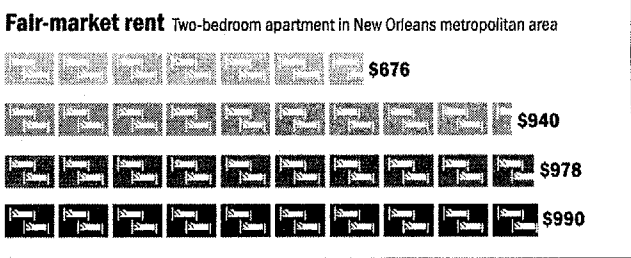 Fair-market rent Two-bedroom apartment in New Orleans metropolitan area
$676
$940
$978
$990